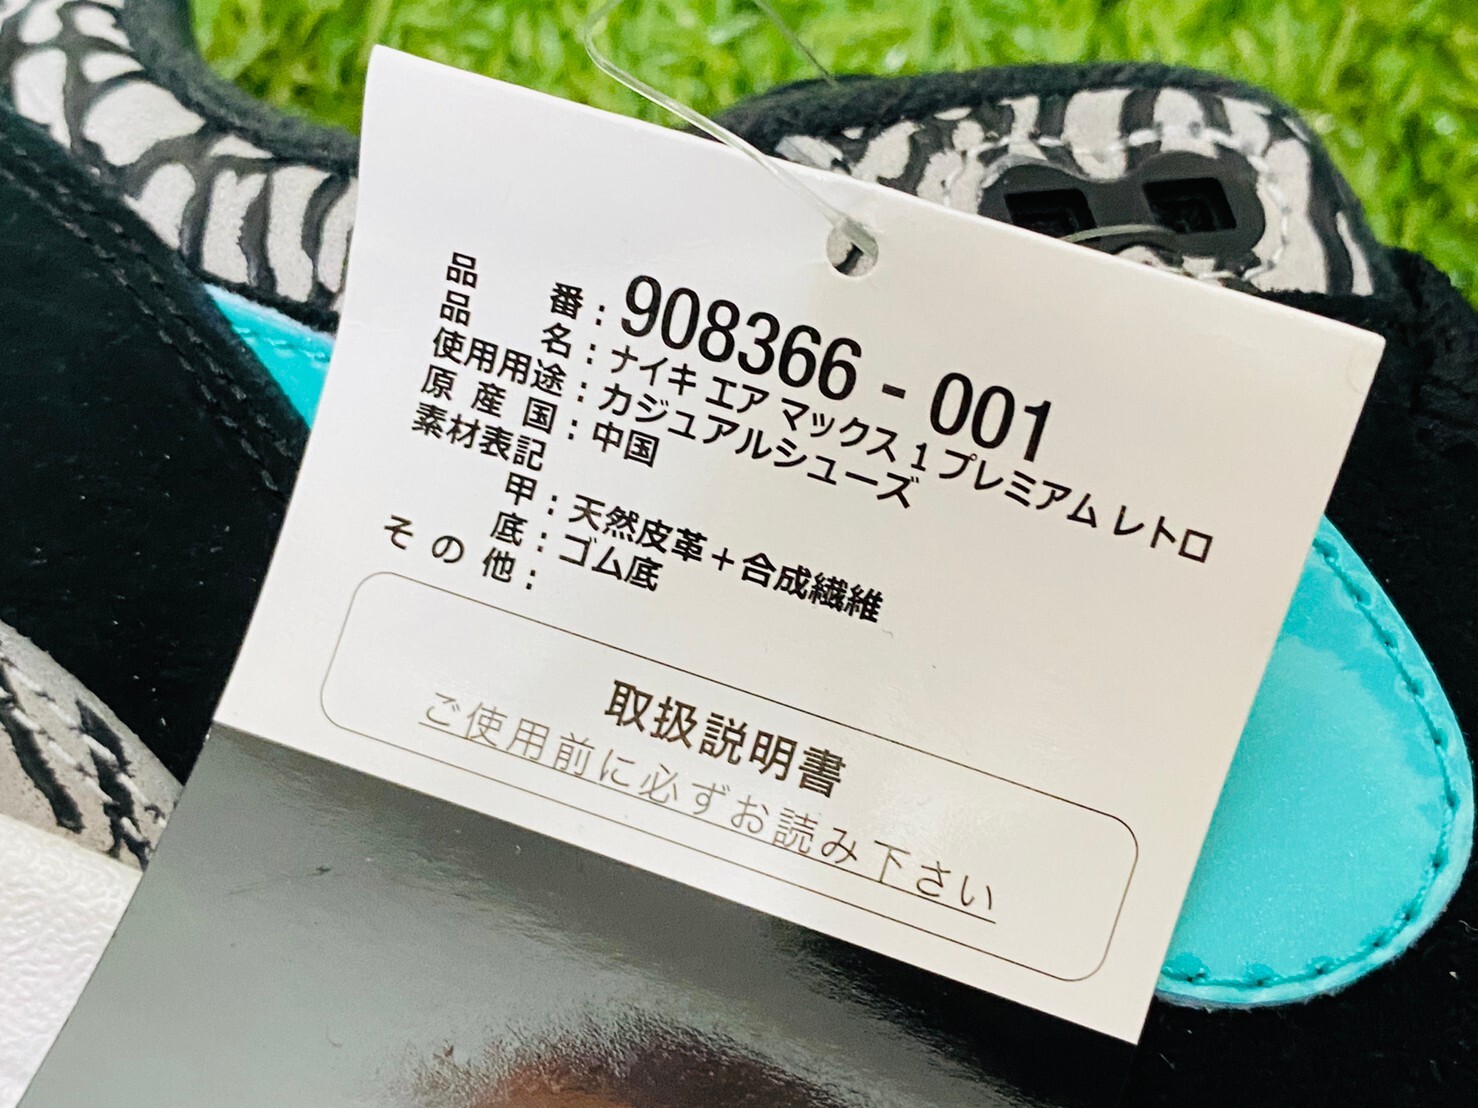 品番：908366 - 001
品名：ナイキ エア マックス 1 プレミアム レトロ
使用用途：カジュアルシューズ
原産国：中国
素材表記
甲：天然皮革＋合成繊維
底：ゴム底
その他：
取扱説明書
ご使用前に必ずお読み下さい